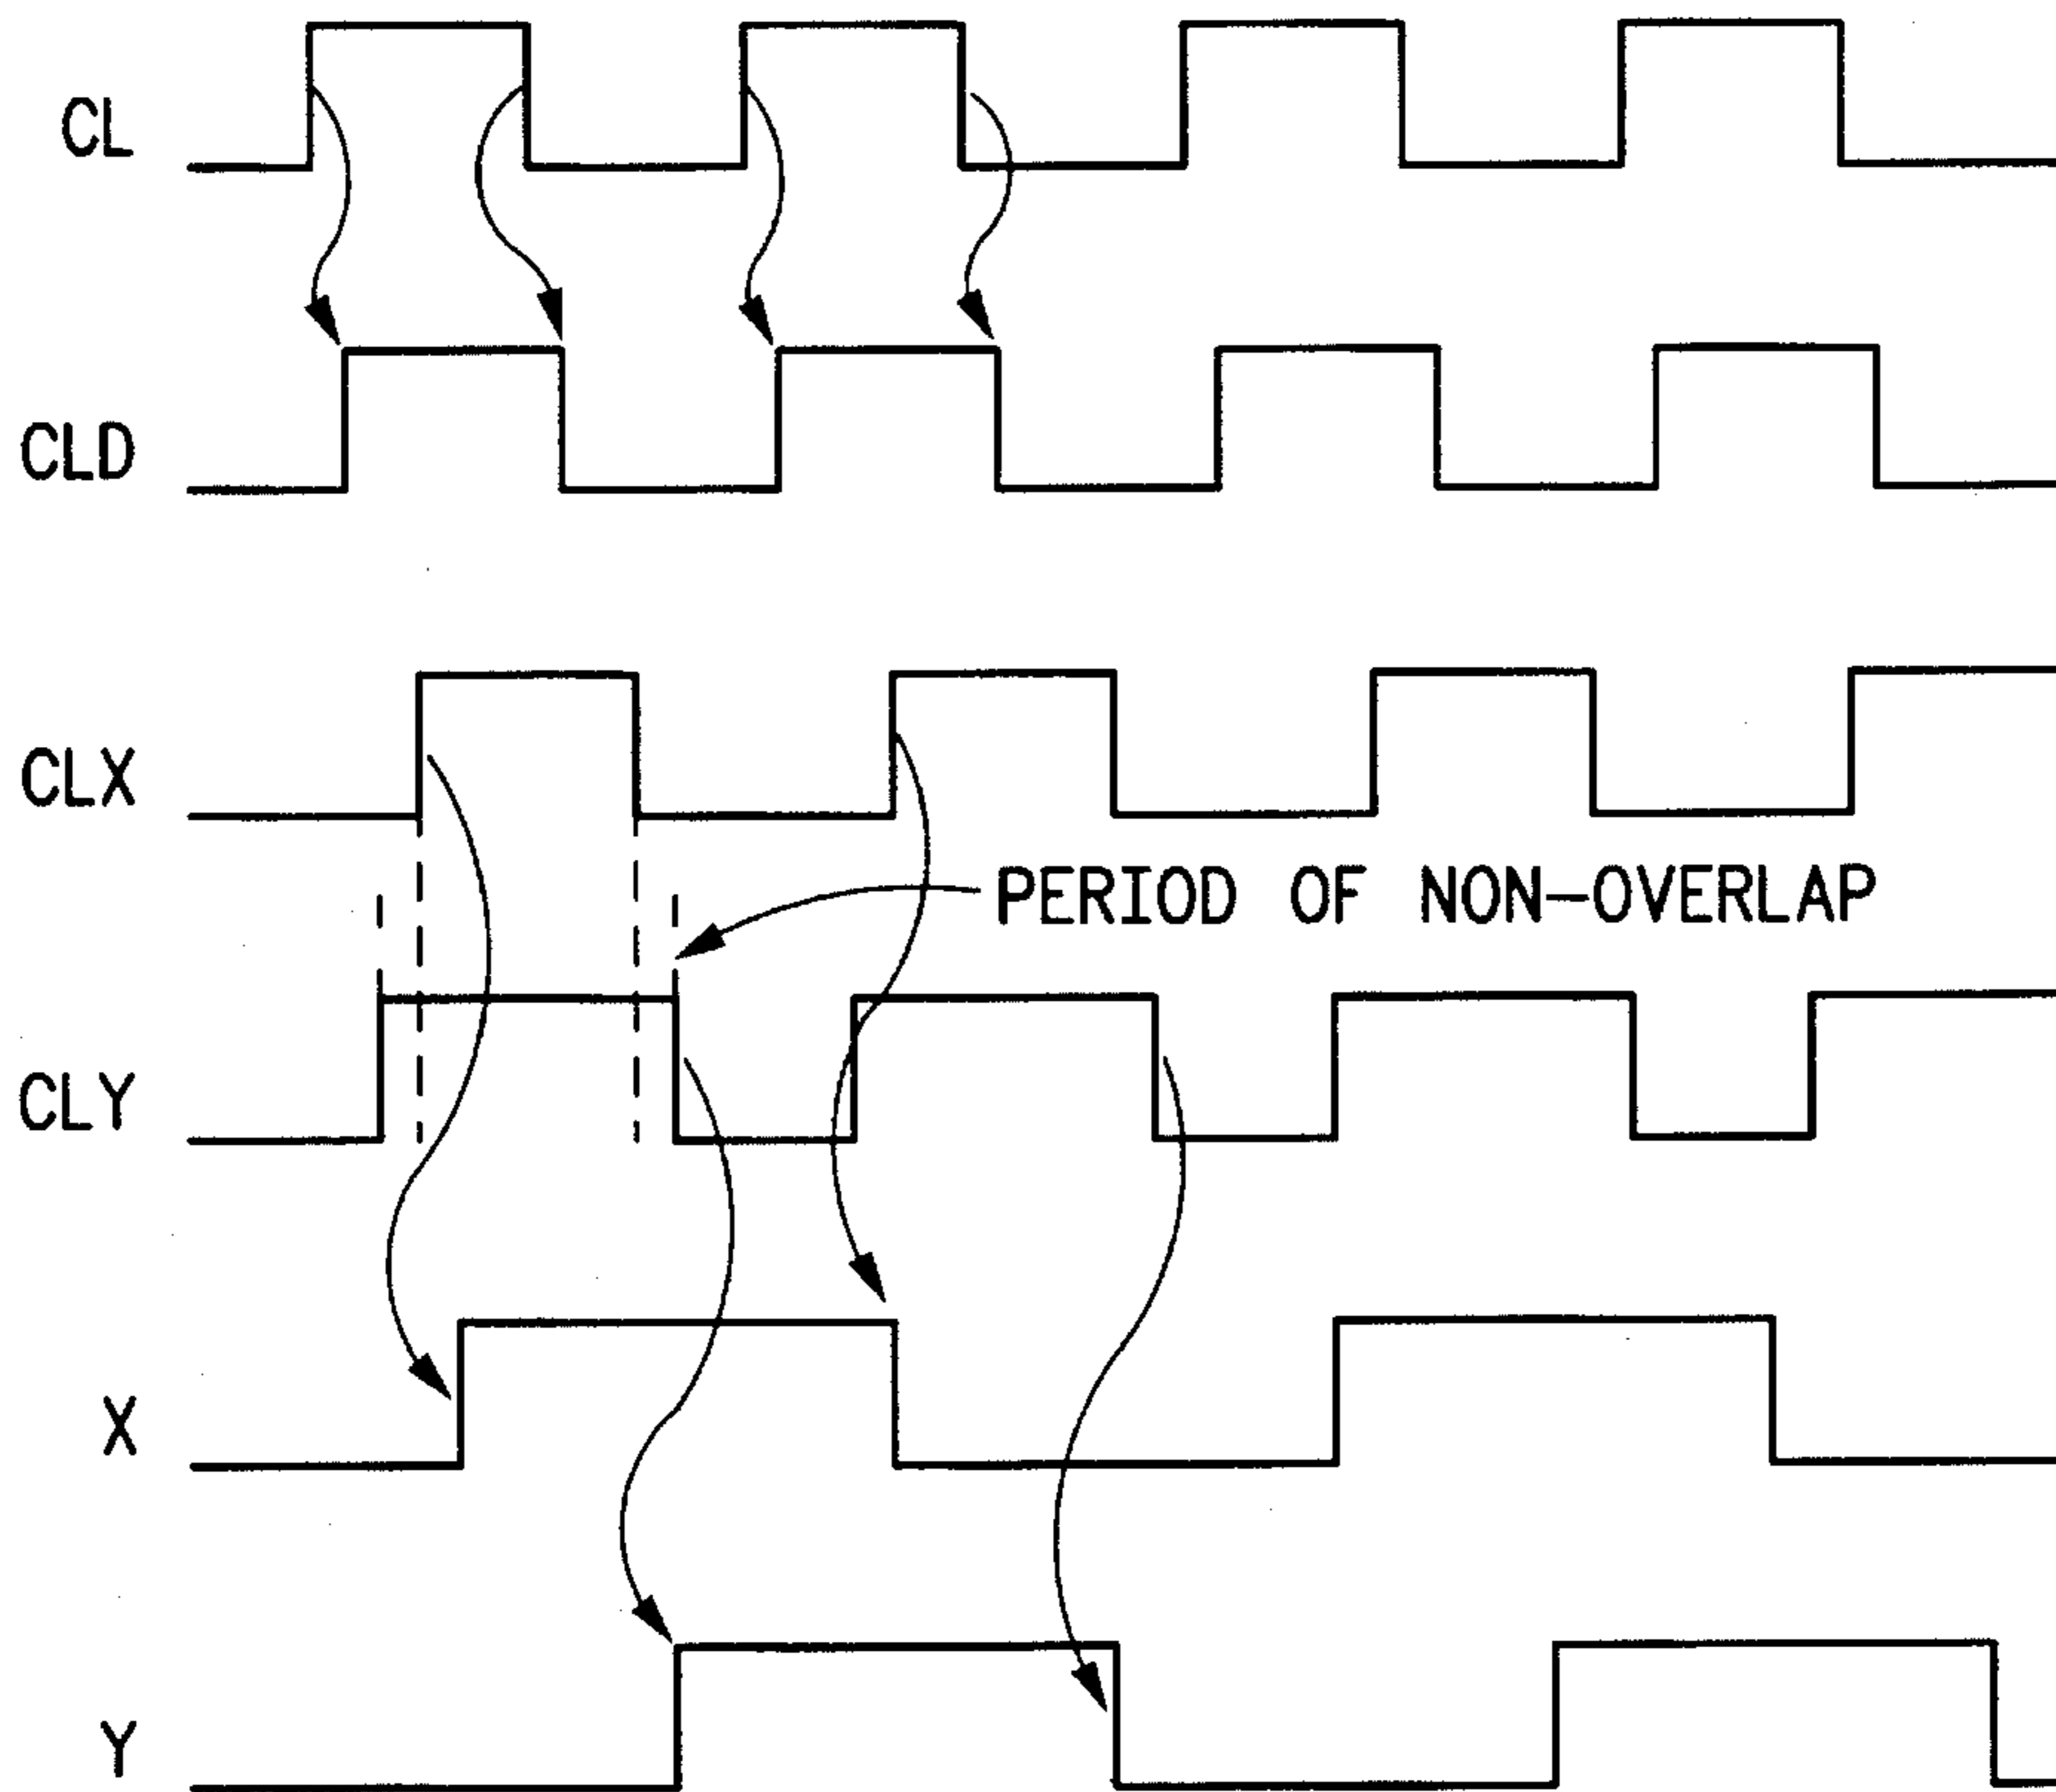 CL
CLD
CLX
PERIOD OF NON-OVERLAP
CLY
X
Y